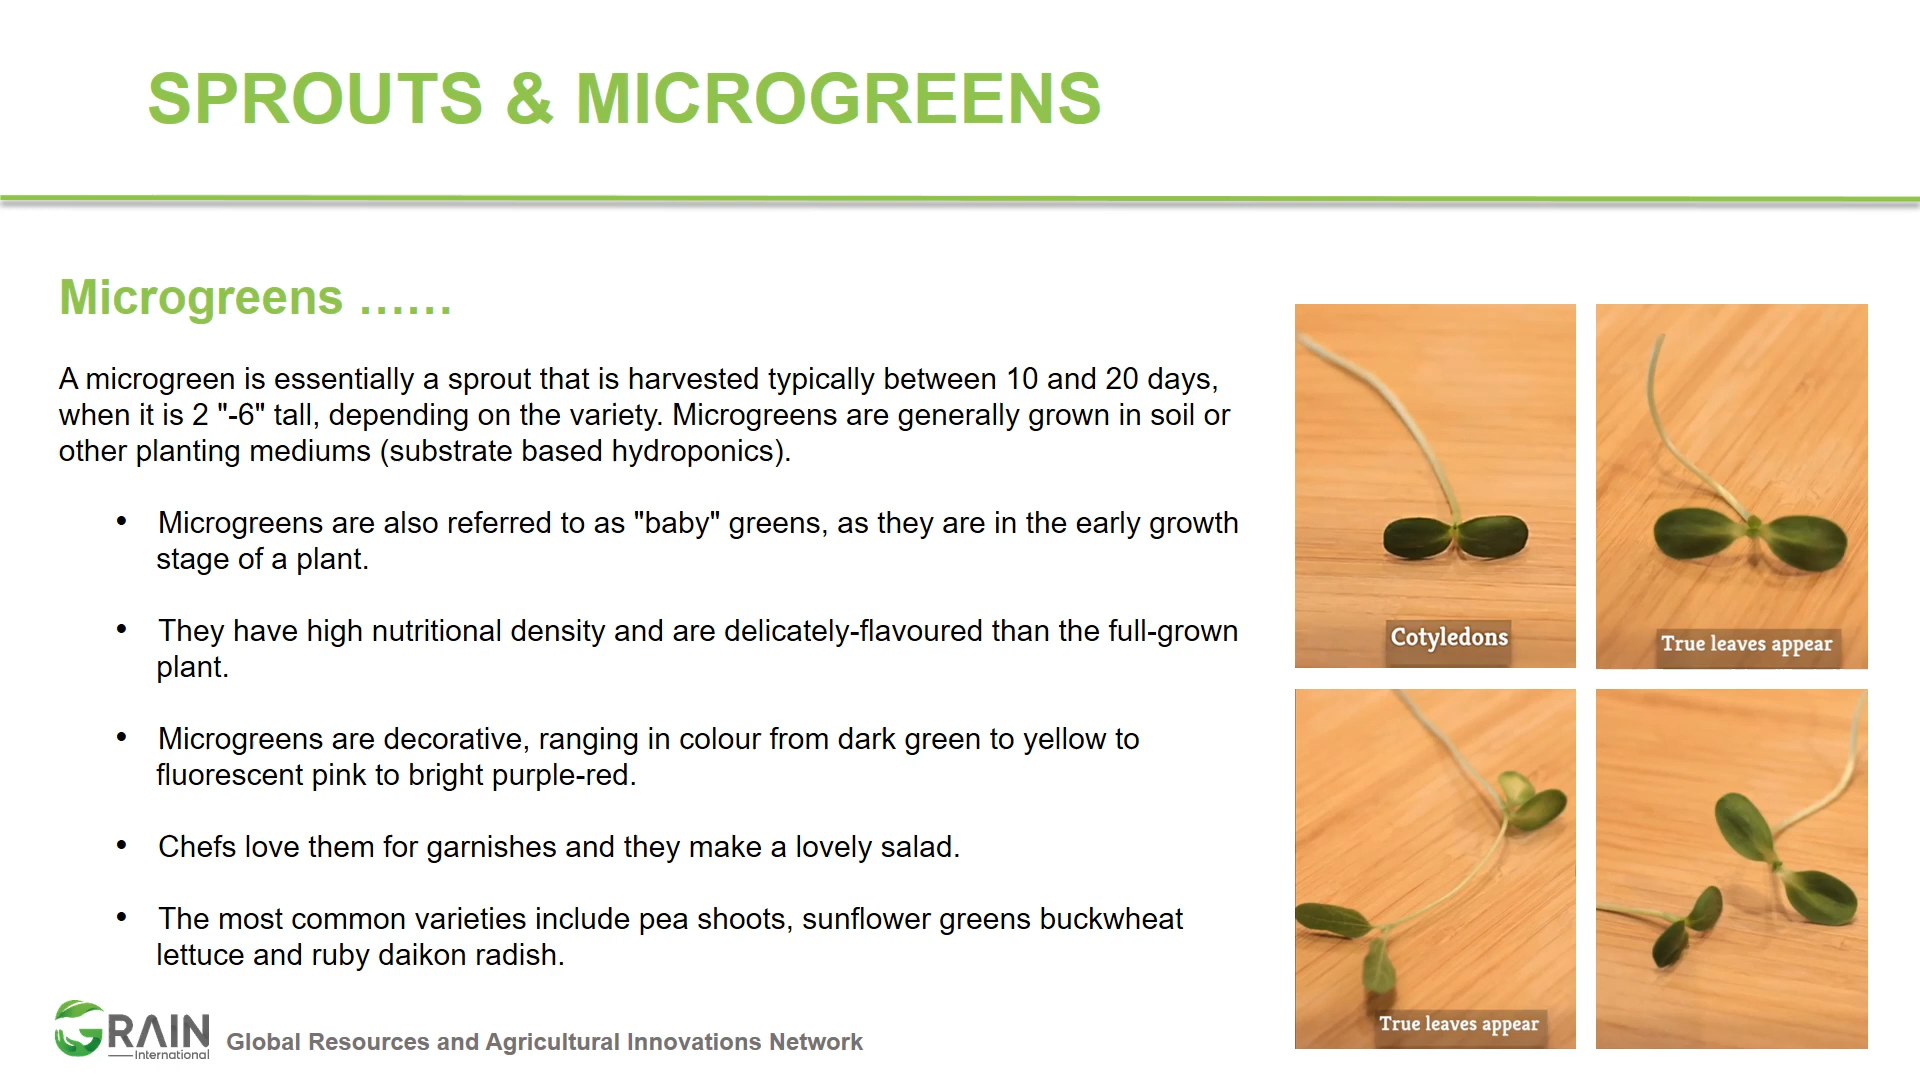 SPROUTS & MICROGREENS
Microgreens ......
A microgreen is essentially a sprout that is harvested typically between 10 and 20 days,
when it is 2 "-6" tall, depending on the variety. Microgreens are generally grown in soil or
other planting mediums (substrate based hydroponics).
• Microgreens are also referred to as "baby" greens, as they are in the early growth
stage of a plant.
• They have high nutritional density and are delicately-flavoured than the full-grown
plant.
• Microgreens are decorative, ranging in colour from dark green to yellow to
fluorescent pink to bright purple-red.
• Chefs love them for garnishes and they make a lovely salad.
• The most common varieties include pea shoots, sunflower greens buckwheat
lettuce and ruby daikon radish.
Cotyledons
True leaves appear
True leaves appear
GRAIN
International
Global Resources and Agricultural Innovations Network